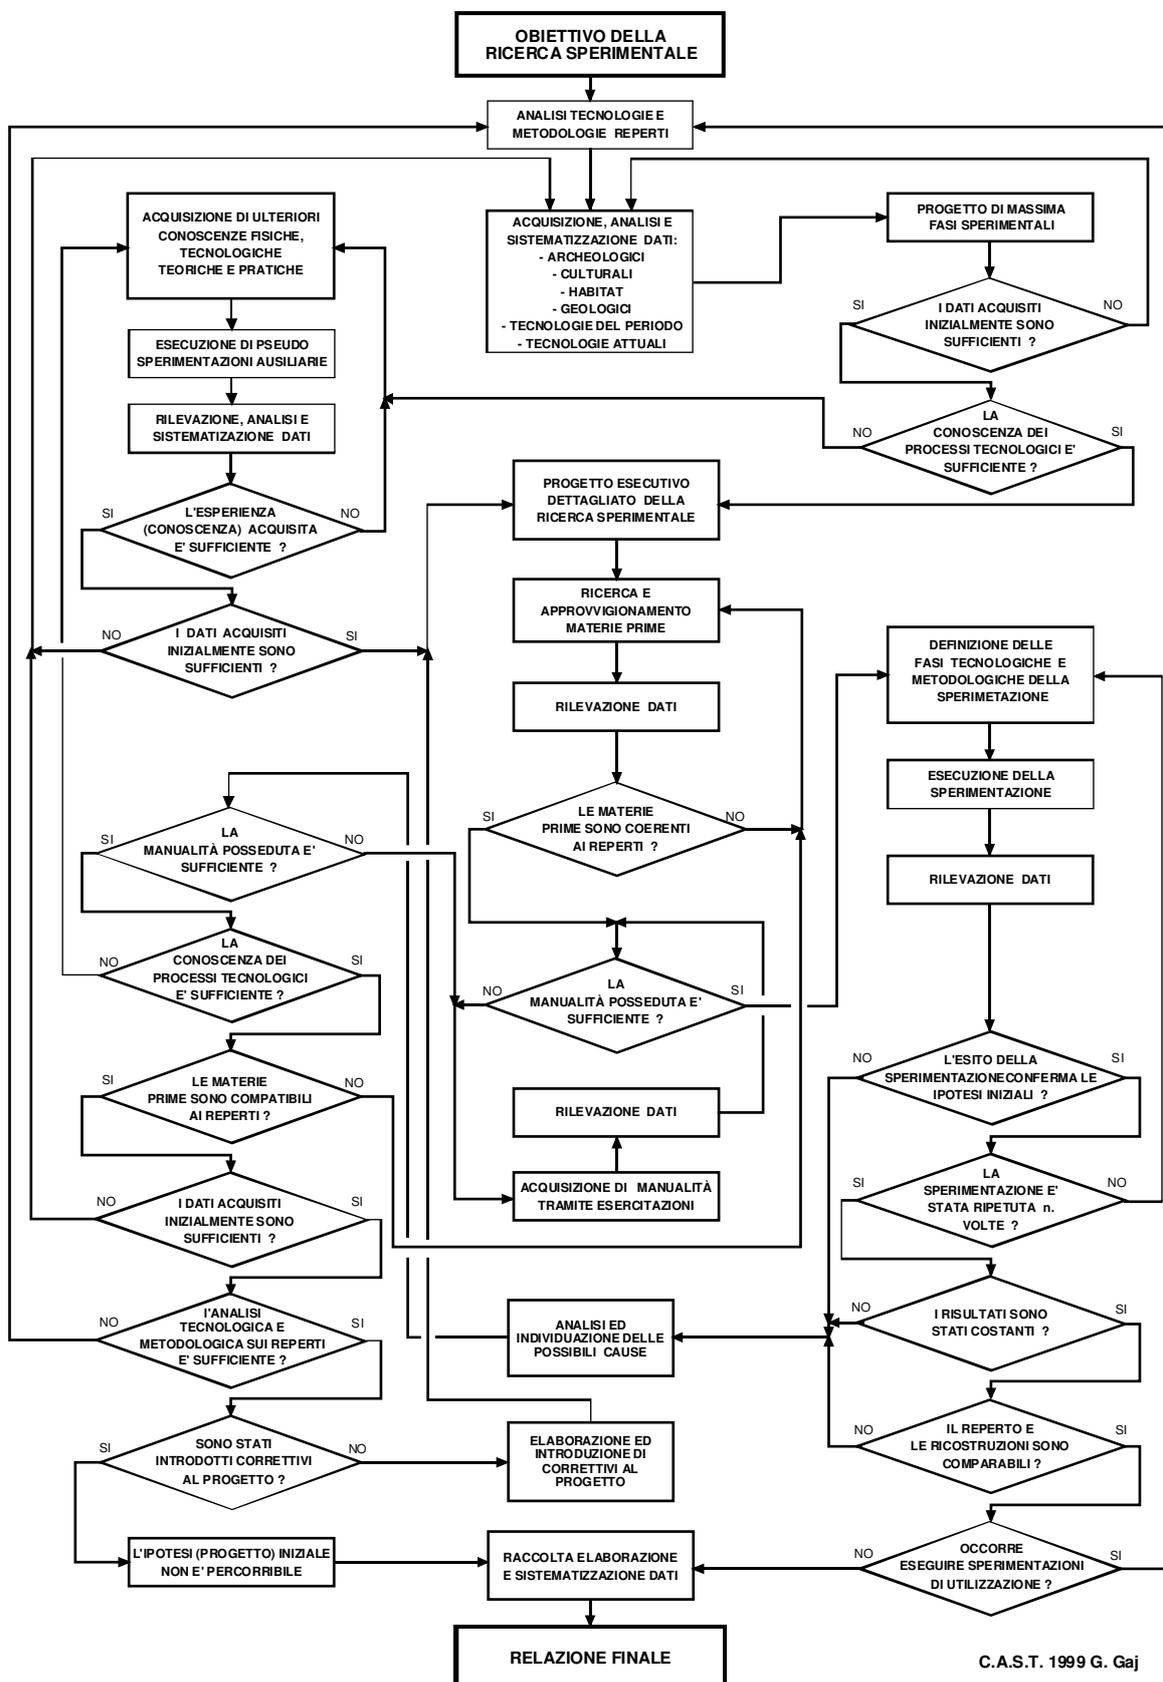 OBIETTIVO DELLA
RICERCA SPERIMENTALE
ANALISI TECNOLOGIE E
METODOLOGIE REPERTI
ACQUISIZIONE DI ULTERIORI
CONOSCENZE FISICHE,
TECNOLOGICHE
TEORICHE E PRATICHE
ACQUISIZIONE, ANALISI E
SISTEMATIZZAZIONE DATI:
- ARCHEOLOGICI
- CULTURALI
- HABITAT
- GEOLOGICI
- TECNOLOGIE DEL PERIODO
- TECNOLOGIE ATTUALI
PROGETTO DI MASSIMA
FASI SPERIMENTALI
SI
I DATI ACQUISITI
INIZIALMENTE SONO
SUFFICIENTI ?
NO
ESECUZIONE DI PSEUDO
SPERIMENTAZIONI AUSILIARIE
RILEVAZIONE, ANALISI E
SISTEMATIZAZIONE DATI
NO
LA
CONOSCENZA DEI
PROCESSI TECNOLOGICI E'
SUFFICIENTE ?
SI
SI
L'ESPERIENZA
(CONOSCENZA) ACQUISITA
E' SUFFICIENTE ?
NO
PROGETTO ESECUTIVO
DETTAGLIATO DELLA
RICERCA SPERIMENTALE
NO
I DATI ACQUISITI
INIZIALMENTE SONO
SUFFICIENTI ?
SI
RICERCA E
APPROVVIGIONAMENTO
MATERIE PRIME
RILEVAZIONE DATI
DEFINIZIONE DELLE
FASI TECNOLOGICHE E
METODOLOGICHE DELLA
SPERIMETAZIONE
ESECUZIONE DELLA
SPERIMENTAZIONE
RILEVAZIONE DATI
SI
LE MATERIE
PRIME SONO COERENTI
AI REPERTI ?
NO
SI
LA
MANUALITÀ POSSEDUTA E'
SUFFICIENTE ?
NO
NO
LA
CONOSCENZA DEI
PROCESSI TECNOLOGICI
E' SUFFICIENTE ?
SI
NO
LA
MANUALITÀ POSSEDUTA E'
SUFFICIENTE ?
SI
SI
LE MATERIE
PRIME SONO COMPATIBILI
AI REPERTI ?
NO
RILEVAZIONE DATI
ACQUISIZIONE DI MANUALITÀ
TRAMITE ESERCITAZIONI
NO
L'ESITO DELLA
SPERIMENTAZIONECONFERMA LE
IPOTESI INIZIALI ?
SI
SI
LA
SPERIMENTAZIONE E'
STATA RIPETUTA n.
VOLTE ?
NO
NO
I DATI ACQUISITI
INIZIALMENTE SONO
SUFFICIENTI ?
SI
NO
I'ANALISI
TECNOLOGICA E
METODOLOGICA SUI REPERTI
E' SUFFICIENTE ?
SI
ANALISI ED
INDIVIDUAZIONE DELLE
POSSIBILI CAUSE
NO
I RISULTATI SONO
STATI COSTANTI ?
SI
SI
SONO STATI
INTRODOTTI CORRETTIVI
AL PROGETTO ?
NO
ELABORAZIONE ED
INTRODUZIONE DI
CORRETTIVI AL
PROGETTO
NO
IL REPERTO E
LE RICOSTRUZIONI SONO
COMPARABILI ?
SI
L'IPOTESI (PROGETTO) INIZIALE
NON E' PERCORRIBILE
RACCOLTA ELABORAZIONE
E SISTEMATIZZAZIONE DATI
NO
OCCORRE
ESEGUIRE SPERIMENTAZIONI
DI UTILIZZAZIONE ?
SI
RELAZIONE FINALE
C.A.S.T. 1999 G. Gaj